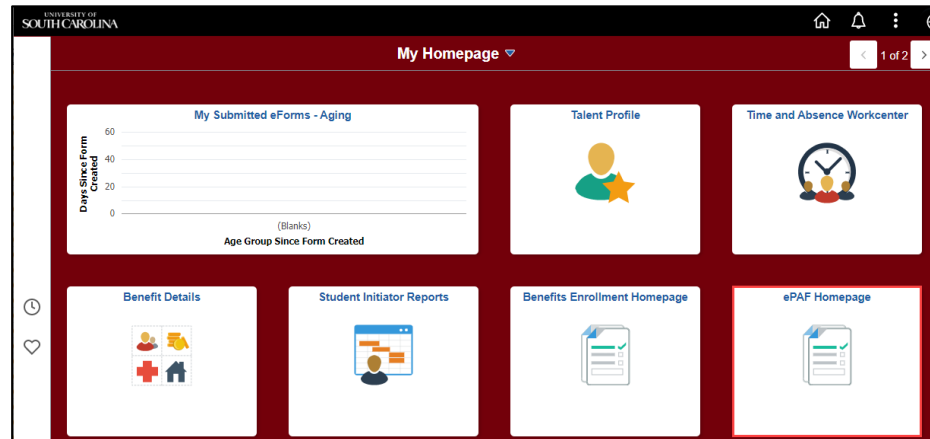 UNIVERSITY OF
SOUTH CAROLINA
My Homepage
1 of 2
My Submitted eForms - Aging
Days Since Form
Created
60
40
20
0
(Blanks)
Age Group Since Form Created
Talent Profile
Time and Absence Workcenter
Benefit Details
Student Initiator Reports
Benefits Enrollment Homepage
ePAF Homepage